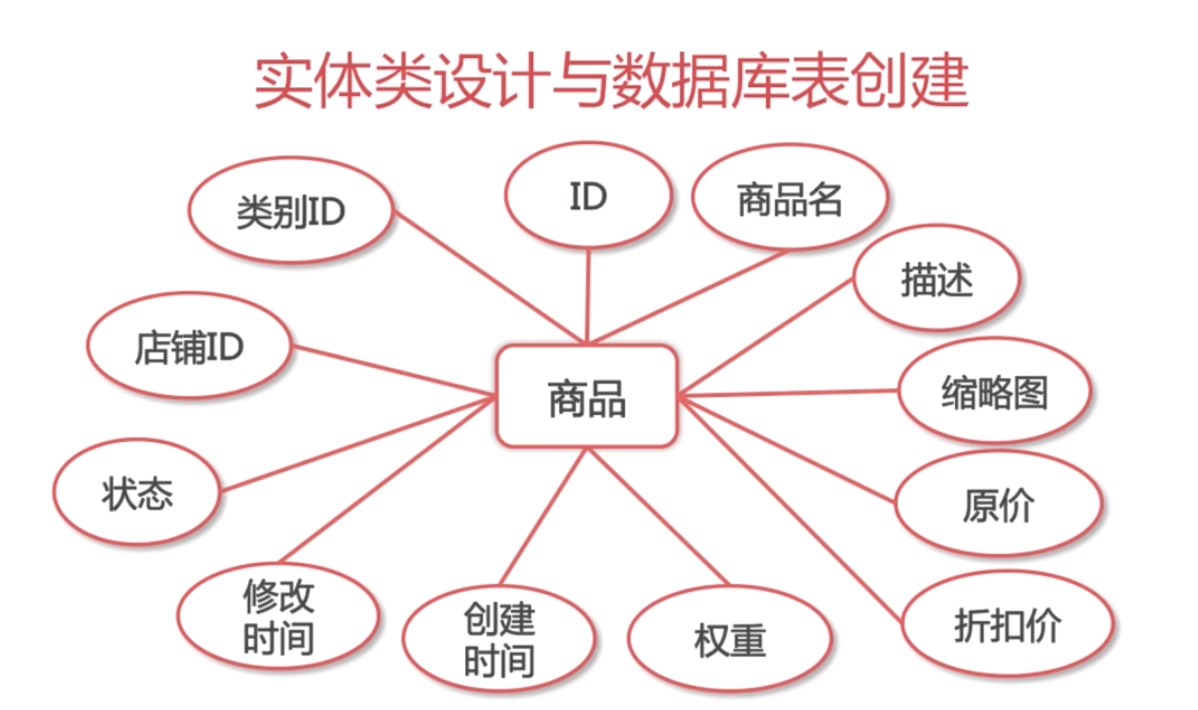 实体类设计与数据库表创建
类别ID
ID
商品名
描述
店铺ID
商品
缩略图
状态
原价
修改
时间
创建
时间
权重
折扣价